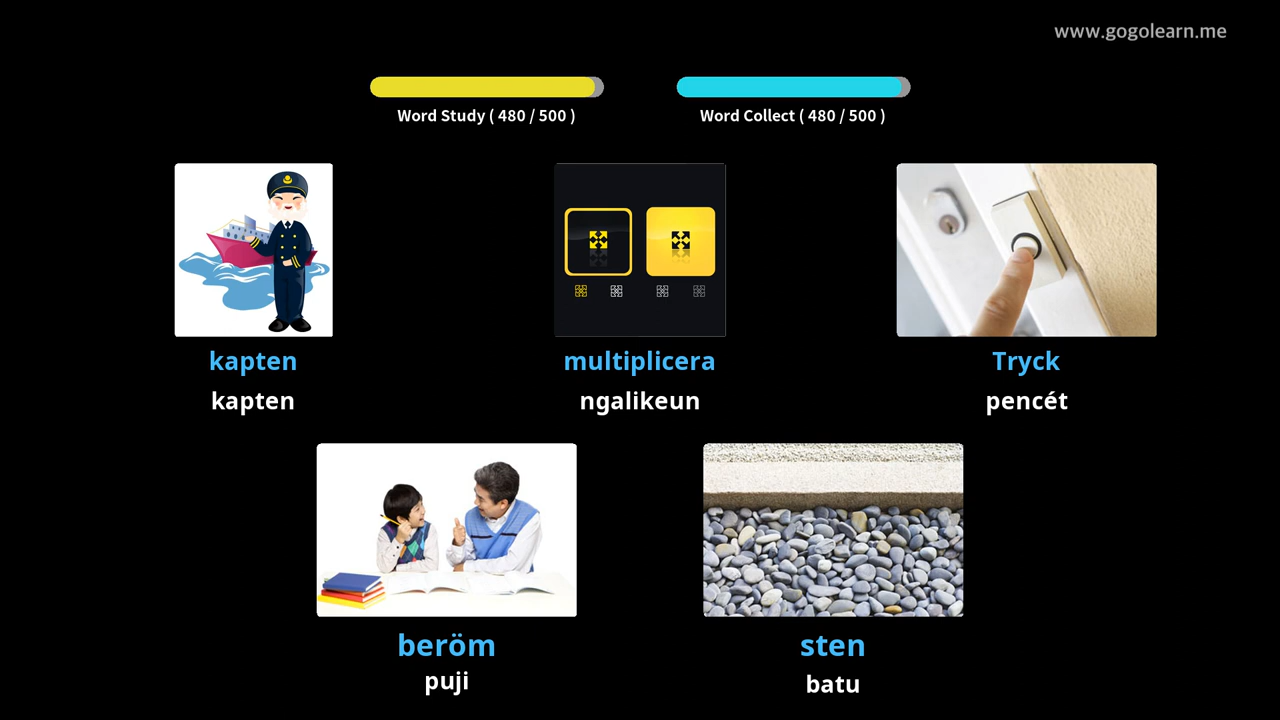 www.gogolearn.me
Word Study ( 480 / 500 )
Word Collect ( 480 / 500 )
kapten
kapten
multiplicera
ngalikeun
Tryck
pencét
beröm
puji
sten
batu